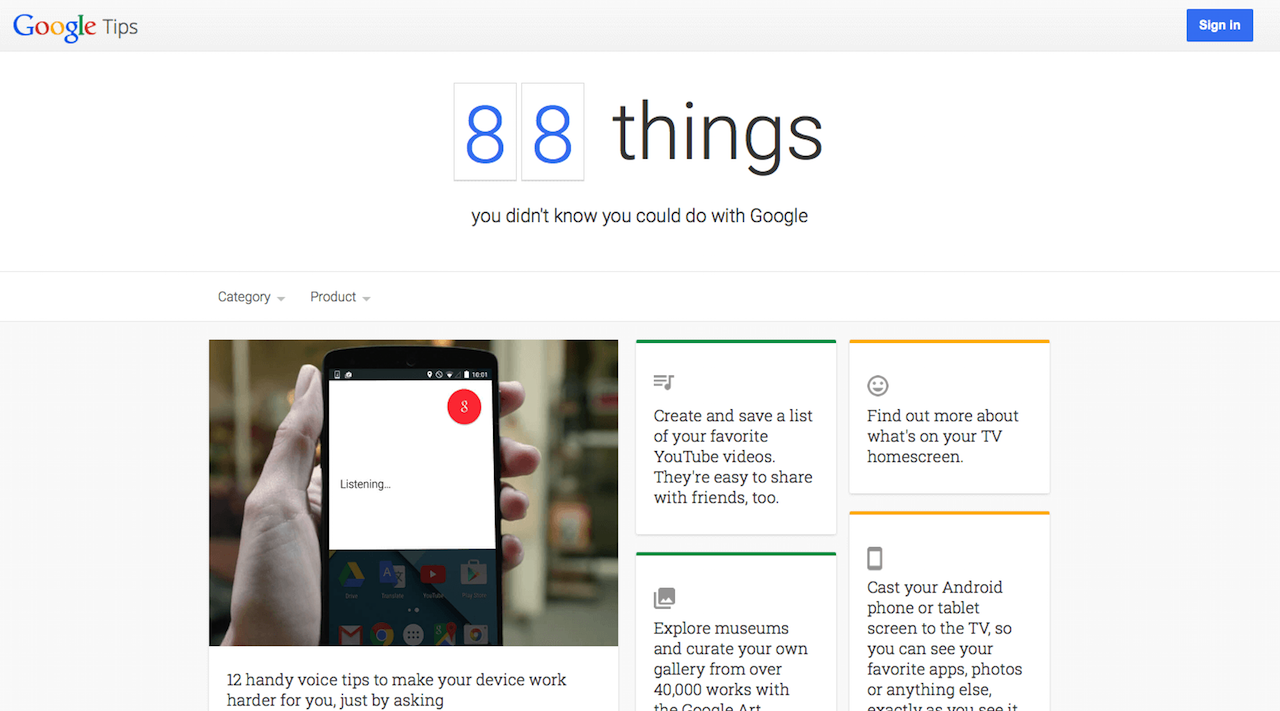 Google Tips
Sign in
88 things
you didn't know you could do with Google
Category
Product
16:01
8
Listening...
Drive
Translate
YouTube
Play Store
12 handy voice tips to make your device work
harder for you, just by asking
Create and save a list
of your favorite
YouTube videos.
They're easy to share
with friends, too.
Explore museums
and curate your own
gallery from over
40,000 works with
the Google Art
Find out more about
what's on your TV
homescreen.
Cast your Android
phone or tablet
screen to the TV, so
you can see your
favorite apps, photos
or anything else,
exactly as you see it